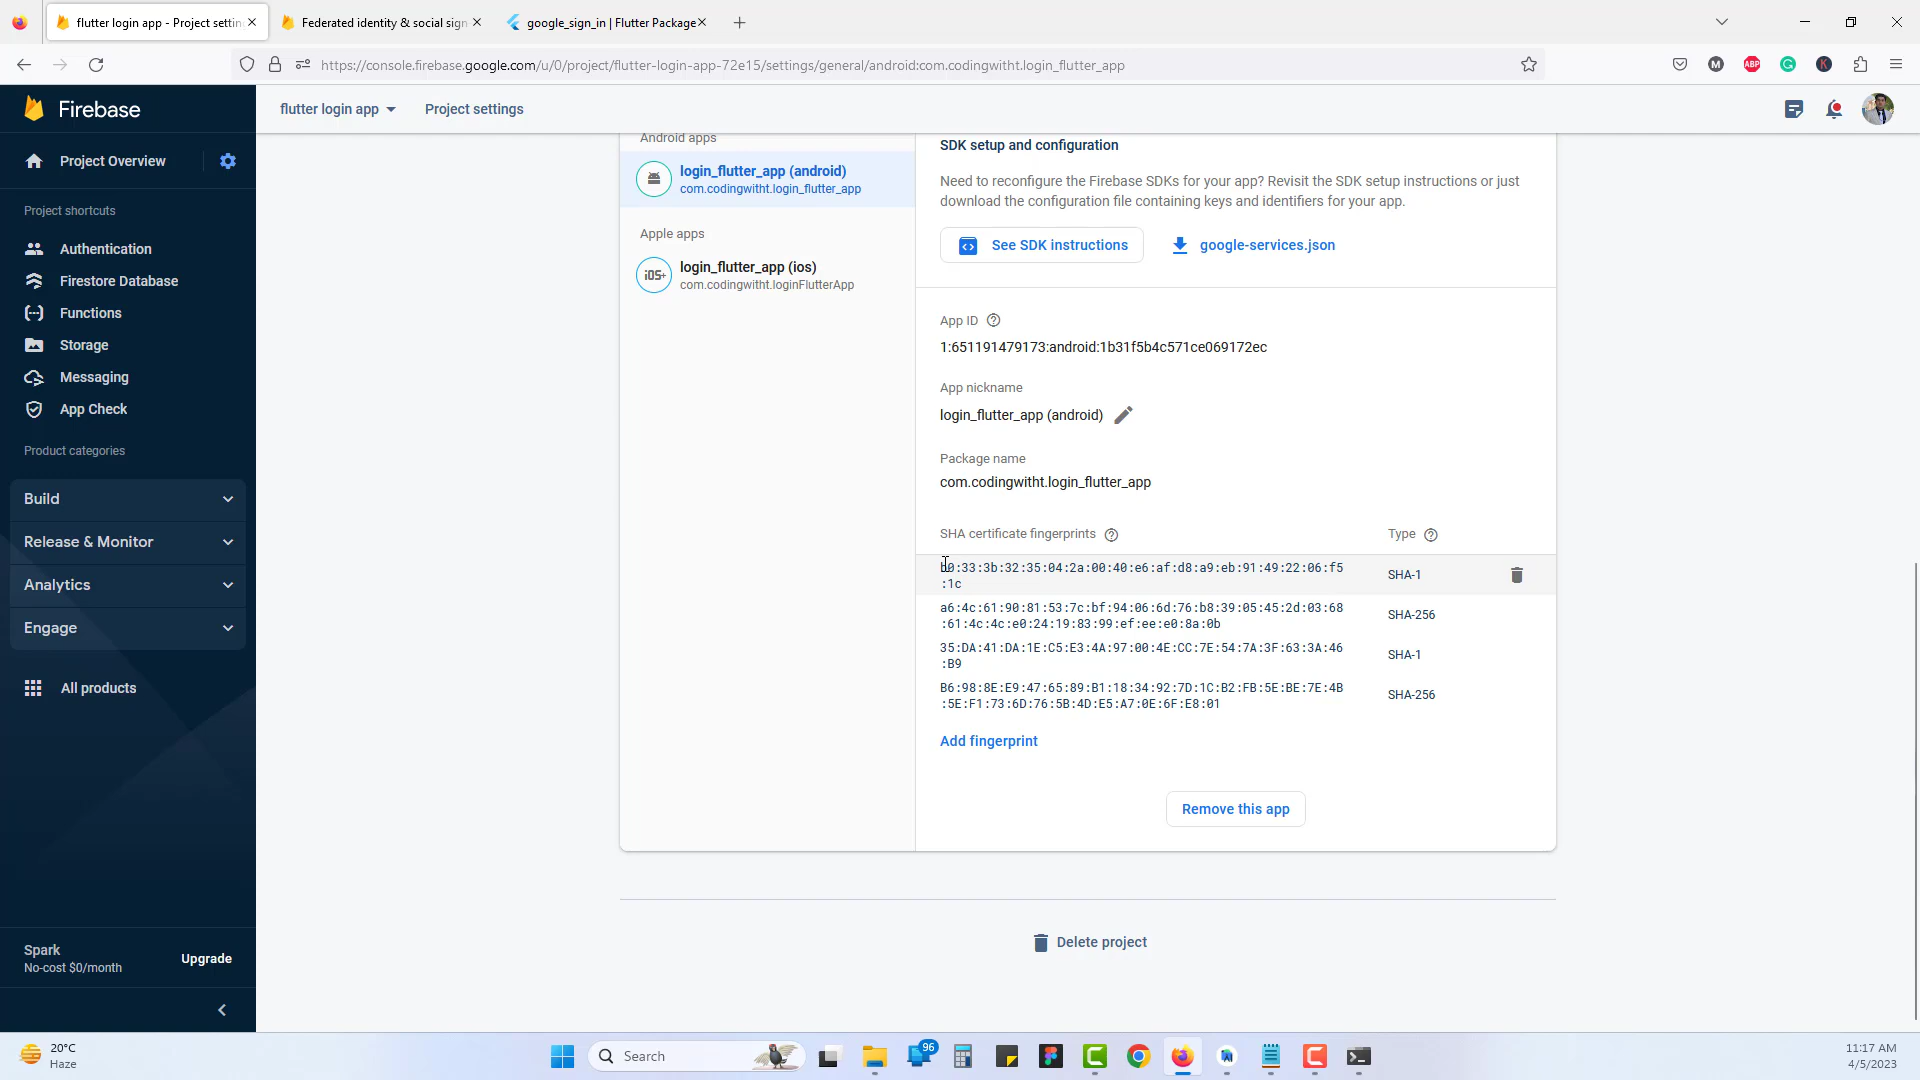 flutter login app - Project settin
Federated identity & social sign
google_sign_in | Flutter Package
https://console.firebase.google.com/u/0/project/flutter-login-app-72e15/settings/general/android:com.codingwitht.login_flutter_app
M
ABP
G
K
Firebase
flutter login app
Project settings
Project Overview
Project shortcuts
Authentication
Firestore Database
Functions
Storage
Messaging
App Check
Product categories
Build
Release & Monitor
Analytics
Engage
All products
Spark
No-cost $0/month
Upgrade
Android apps
login_flutter_app (android)
com.codingwitht.login_flutter_app
Apple apps
iOS+
login_flutter_app (ios)
com.codingwitht.loginFlutterApp
SDK setup and configuration
Need to reconfigure the Firebase SDKs for your app? Revisit the SDK setup instructions or just
download the configuration file containing keys and identifiers for your app.
See SDK instructions
google-services.json
App ID
1:651191479173:android:1b31f5b4c571ce069172ec
App nickname
login_flutter_app (android)
Package name
com.codingwitht.login_flutter_app
SHA certificate fingerprints
Type
:33:3b:32:35:04:2a:00:40:e6:af:d8:a9:eb:91:49:22:06:f5
:1c
SHA-1
a6:4c:61:90:81:53:7c:bf:94:06:6d:76:b8:39:05:45:2d:03:68
:61:4c:4c:e0:24:19:83:99:ef:ee:e0:8a:0b
SHA-256
35:DA:41:DA:1E:C5:E3:4A:97:00:4E:CC:7E:54:7A:3F:63:3A:46
:B9
SHA-1
B6:98:8E:E9:47:65:89:B1:18:34:92:7D:1C:B2:FB:5E:BE:7E:4B
:5E:F1:73:6D:76:5B:4D:E5:A7:0E:6F:E8:01
SHA-256
Add fingerprint
Remove this app
Delete project
20°C
Haze
Search
96
11:17 AM
4/5/2023